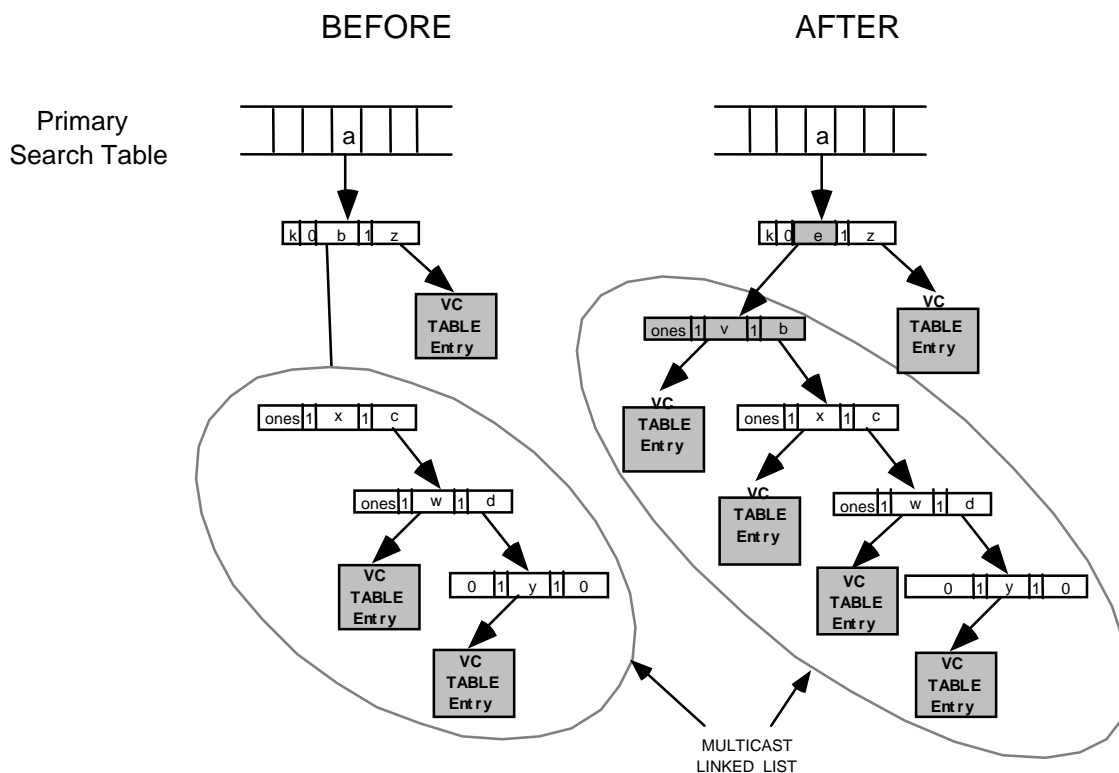 BEFORE
AFTER
Primary
Search Table
a
a
k 0 b 1 z
k 0 e 1 z
VC
TABLE
Entry
VC
TABLE
Entry
ones 1 v 1 b
VC
TABLE
Entry
ones 1 x 1 c
ones 1 x 1 c
VC
TABLE
Entry
ones 1 w 1 d
ones 1 w 1 d
VC
TABLE
Entry
VC
TABLE
Entry
0 1 y 1 0
0 1 y 1 0
VC
TABLE
Entry
VC
TABLE
Entry
MULTICAST
LINKED LIST